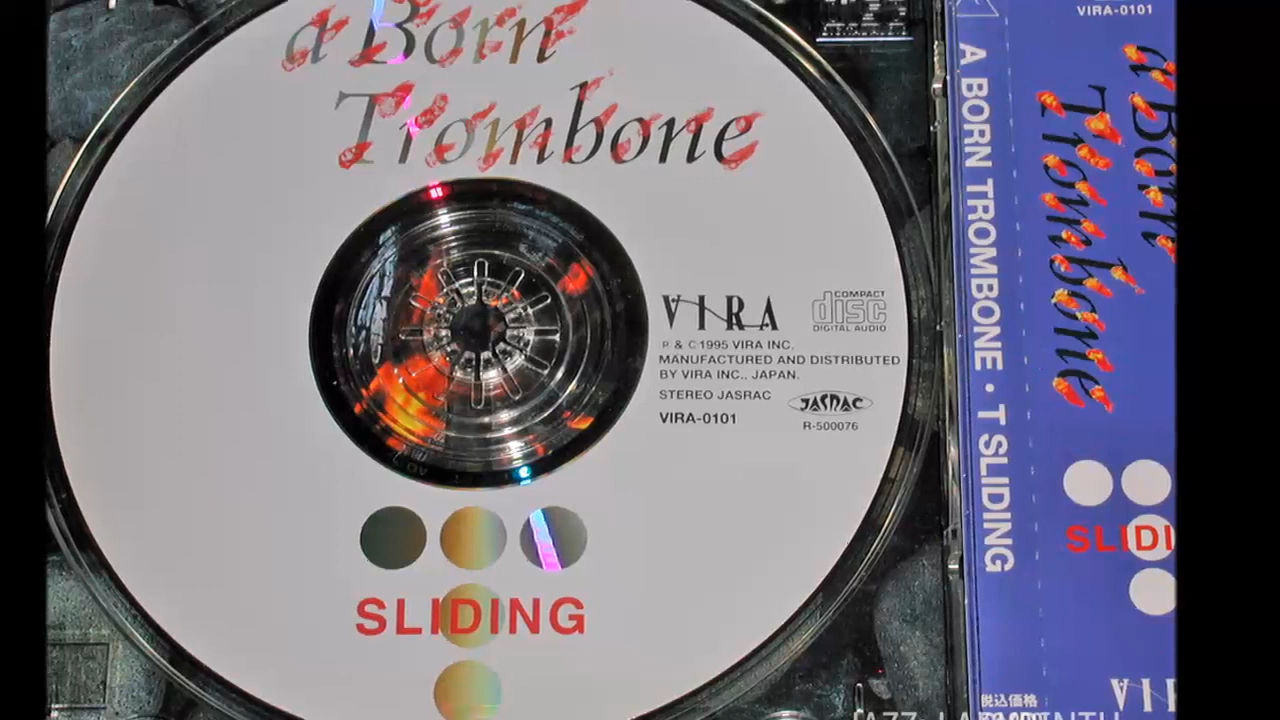 a Born
Trombone
VIRA
COMPACT
disc
DIGITAL AUDIO
P & C 1995 VIRA INC,
MANUFACTURED AND DISTRIBUTED
BY VIRA INC., JAPAN.
STEREO JASRAC
JASRAC
VIRA-0101
R-500076
SLIDING
A BORN TROMBONE・T SLIDING
VIRA-0101
a Born
Trombone
SLIDI
税込価格
VIR